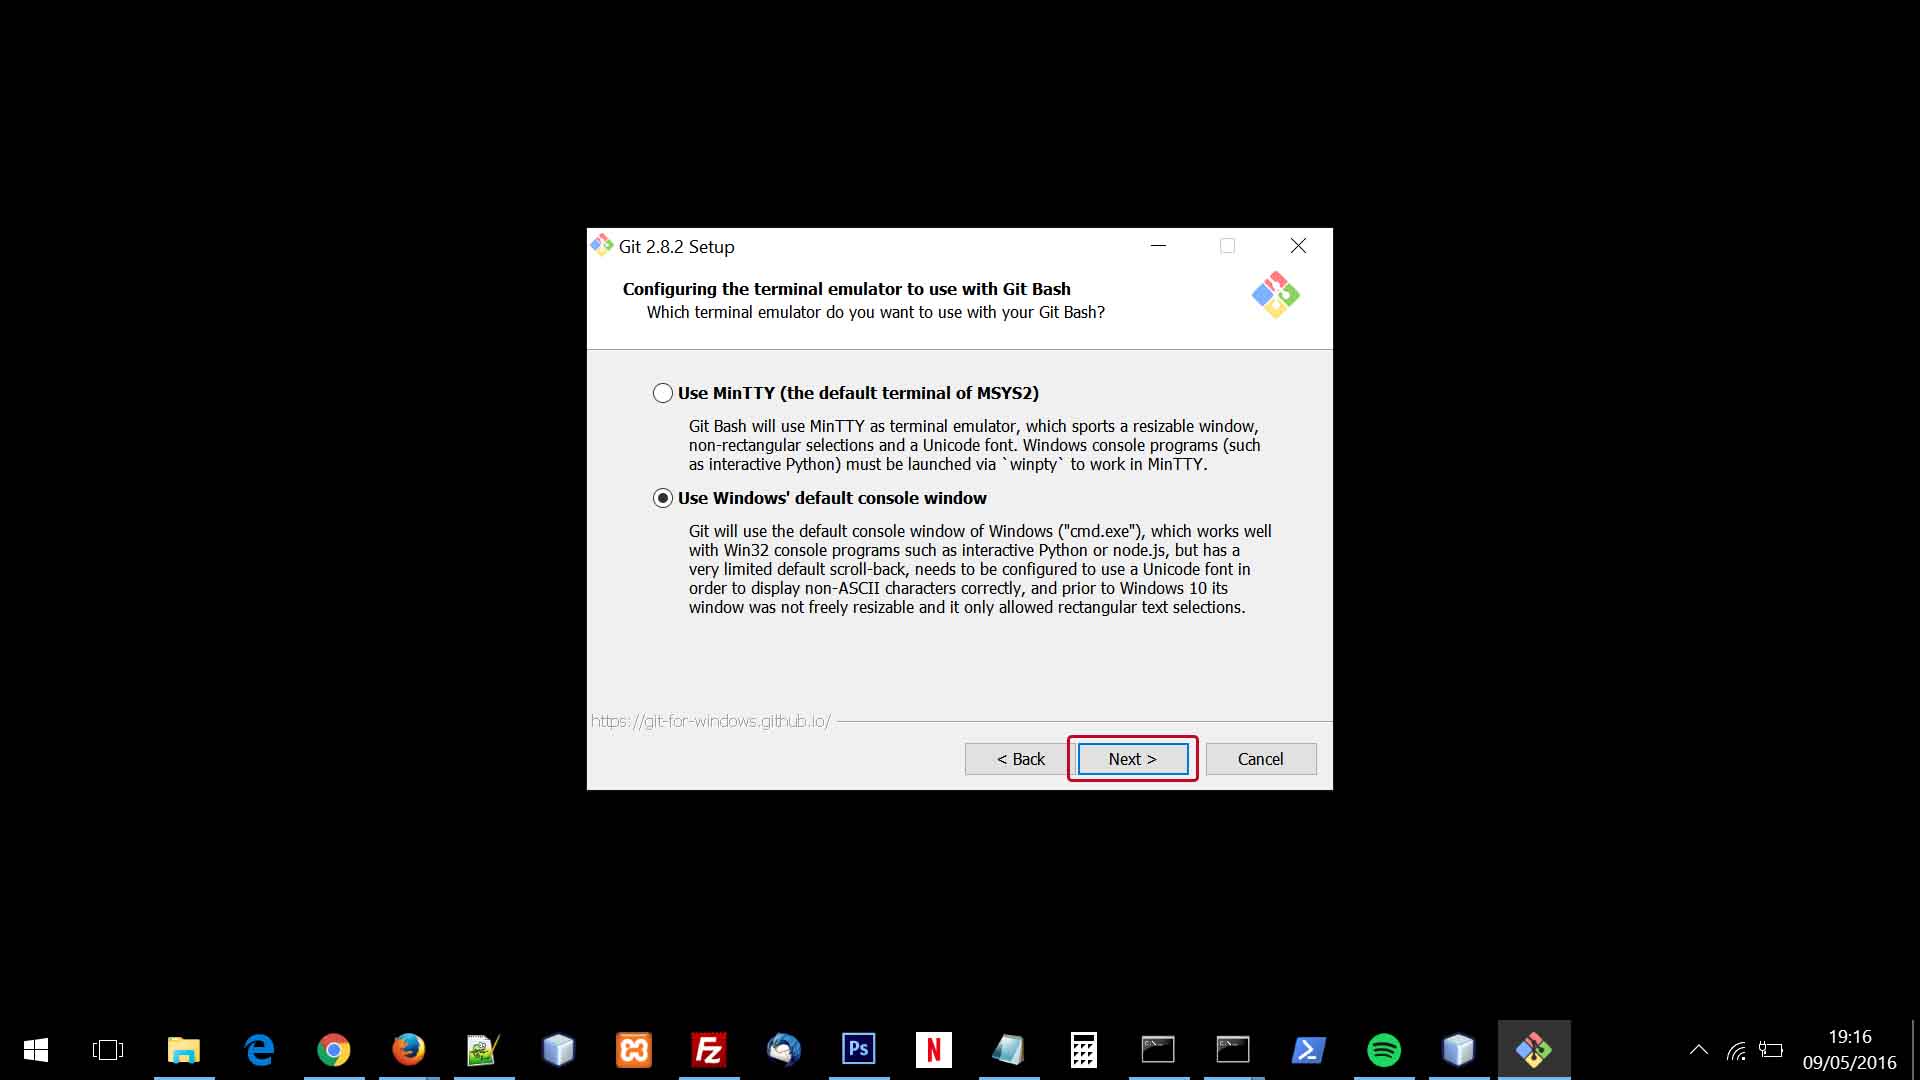 Git 2.8.2 Setup
Configuring the terminal emulator to use with Git Bash
Which terminal emulator do you want to use with your Git Bash?
Use MinTTY (the default terminal of MSYS2)
Git Bash will use MinTTY as terminal emulator, which sports a resizable window,
non-rectangular selections and a Unicode font. Windows console programs (such
as interactive Python) must be launched via `winpty` to work in MinTTY.
Use Windows' default console window
Git will use the default console window of Windows ("cmd.exe"), which works well
with Win32 console programs such as interactive Python or node.js, but has a
very limited default scroll-back, needs to be configured to use a Unicode font in
order to display non-ASCII characters correctly, and prior to Windows 10 its
window was not freely resizable and it only allowed rectangular text selections.
https://git-for-windows.github.io/
< Back Next > Cancel
Fz Ps N
19:16
09/05/2016